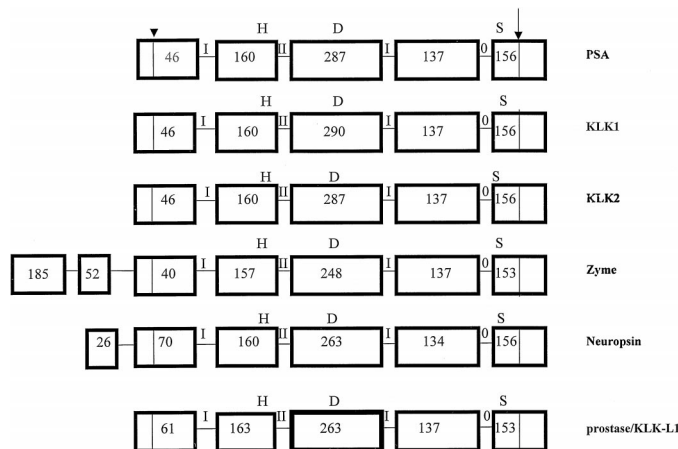 H D S
46 I 160 II 287 I 137 0 156 PSA
H D S
46 I 160 II 290 I 137 0 156 KLK1
H D S
46 I 160 II 287 I 137 0 156 KLK2
H D S
185 52 40 I 157 II 248 I 137 0 153 Zyme
H D S
26 70 I 160 II 263 I 134 0 156 Neuropsin
H D S
61 I 163 II 263 I 137 0 153 prostase/KLK-L1